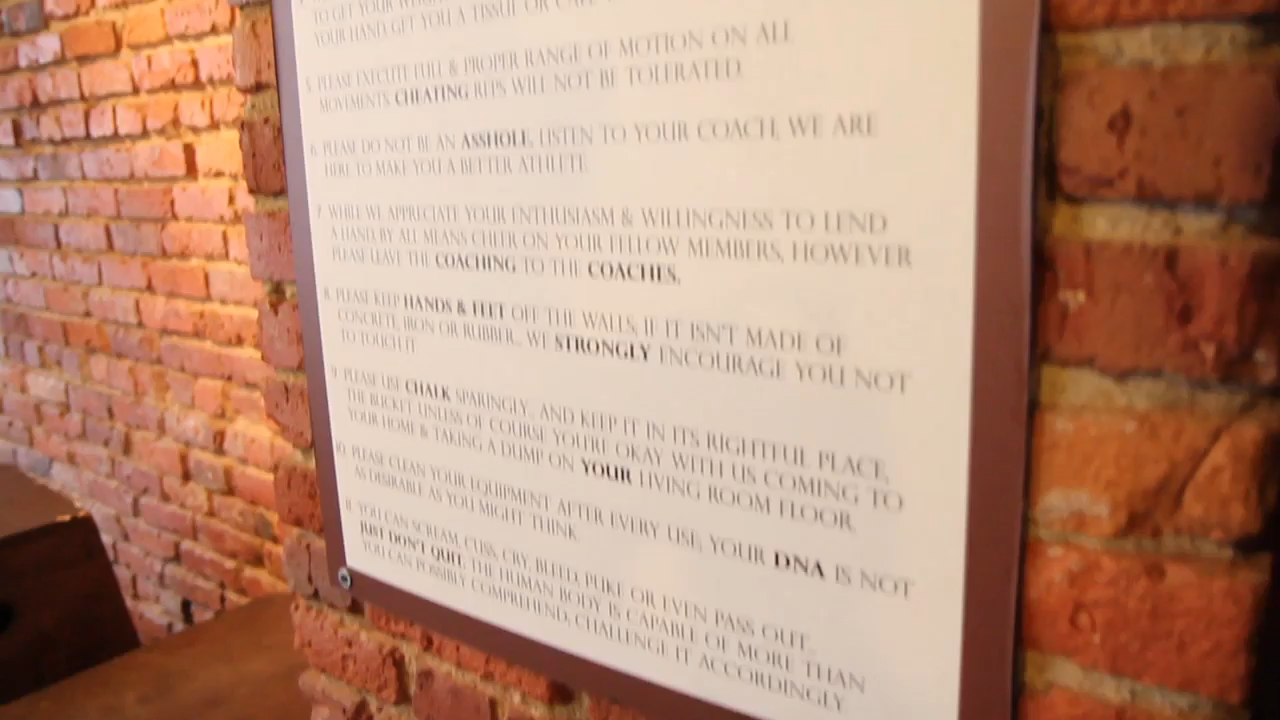 TO GET YOUR
YOUR HAND, GET YOU A TISSUE OR
5. PLEASE EXECUTE FULL & PROPER RANGE OF MOTION ON ALL
MOVEMENTS. CHEATING REPS WILL NOT BE TOLERATED.
6. PLEASE DO NOT BE AN ASSHOLE, LISTEN TO YOUR COACH, WE ARE
HERE TO MAKE YOU A BETTER ATHLETE.
7. WHILE WE APPRECIATE YOUR ENTHUSIASM & WILLINGNESS TO LEND
A HAND, BY ALL MEANS CHEER ON YOUR FELLOW MEMBERS, HOWEVER
PLEASE LEAVE THE COACHING TO THE COACHES.
8. PLEASE KEEP HANDS & FEET OFF THE WALLS, IF IT ISN'T MADE OF
CONCRETE, IRON OR RUBBER... WE STRONGLY ENCOURAGE YOU NOT
TO TOUCH IT
9. PLEASE USE CHALK SPARINGLY... AND KEEP IT IN ITS RIGHTFUL PLACE,
THE BUCKET. UNLESS OF COURSE YOU'RE OKAY WITH US COMING TO
YOUR HOME & TAKING A DUMP ON YOUR LIVING ROOM FLOOR.
10. PLEASE CLEAN YOUR EQUIPMENT AFTER EVERY USE, YOUR DNA IS NOT
AS DESIRABLE AS YOU MIGHT THINK.
11. YOU CAN SCREAM, CUSS, CRY, BLEED, PUKE OR EVEN PASS OUT...
JUST DON'T QUIT. THE HUMAN BODY IS CAPABLE OF MORE THAN
YOU CAN POSSIBLY COMPREHEND, CHALLENGE IT ACCORDINGLY